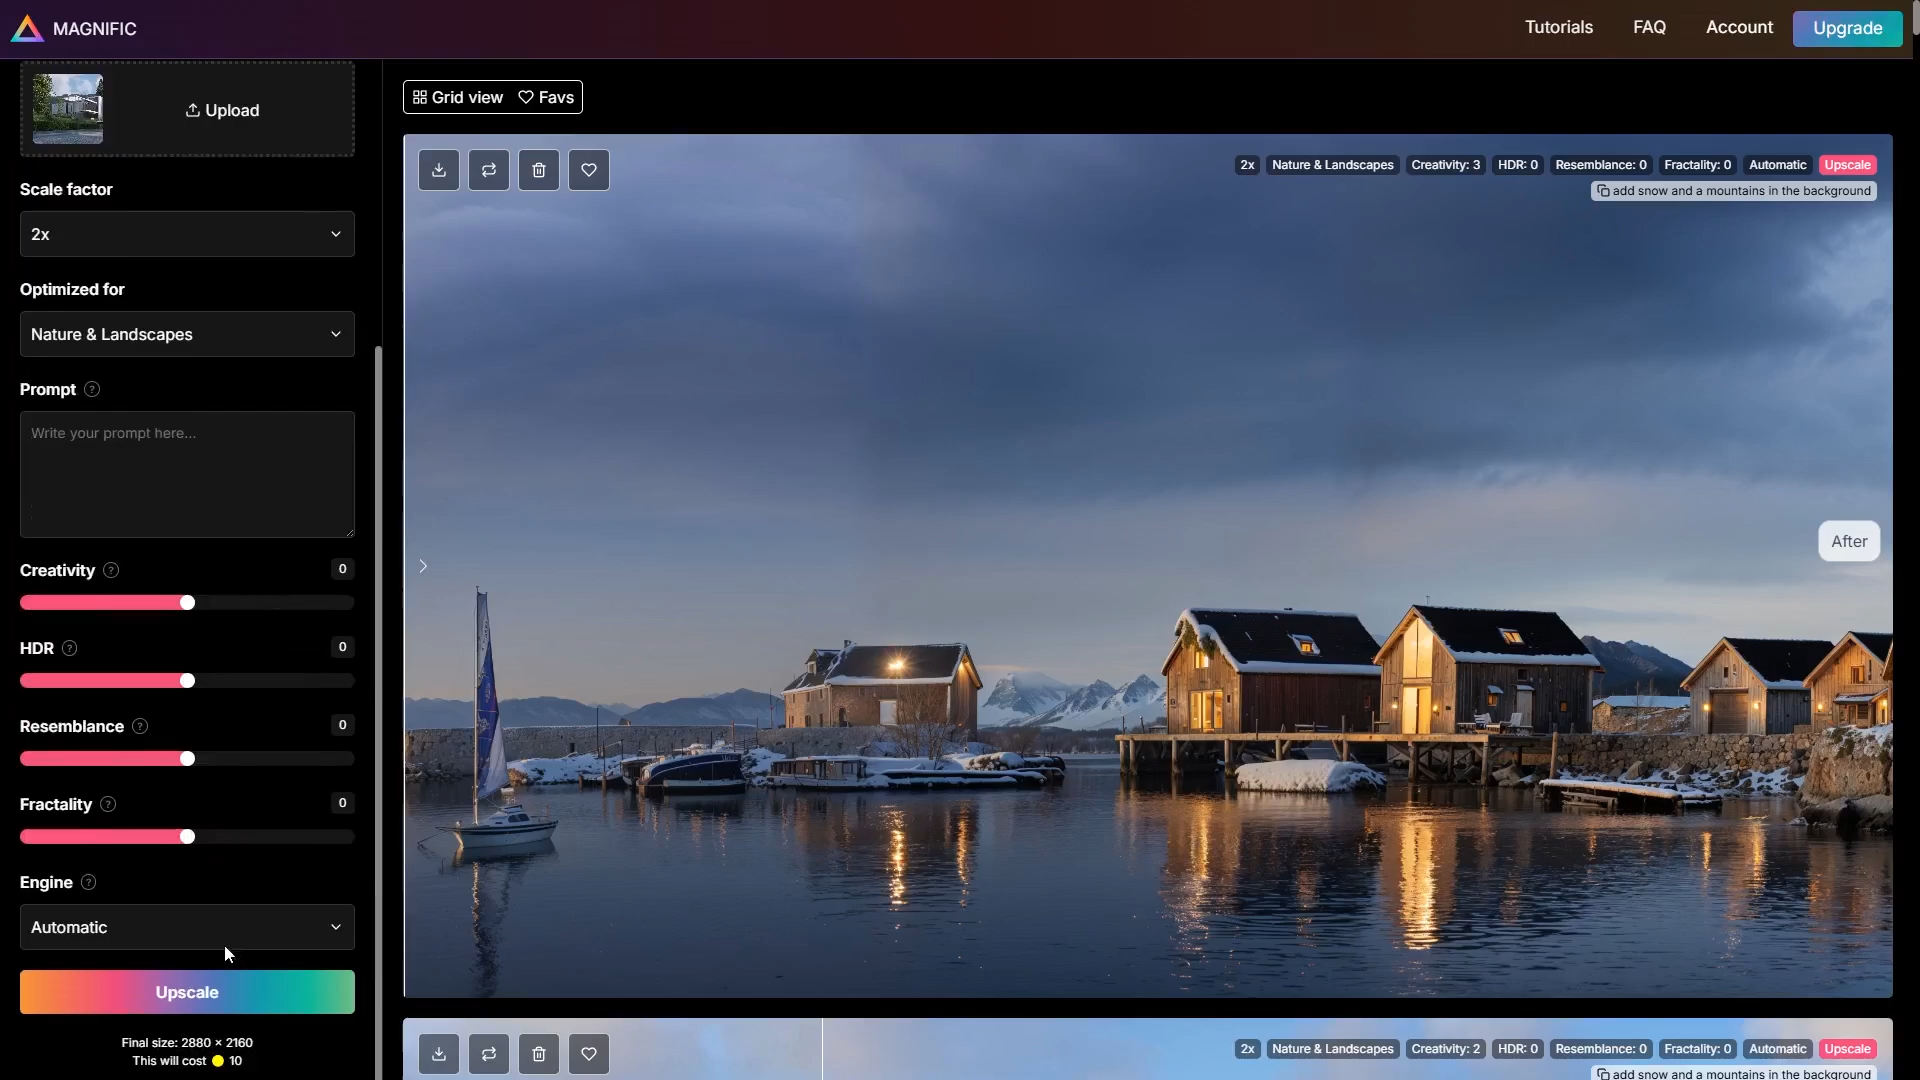 MAGNIFIC
Tutorials
FAQ
Account
Upgrade
Upload
Scale factor
2x
Optimized for
Nature & Landscapes
Prompt ?
Write your prompt here...
Creativity ? 0
HDR ? 0
Resemblance ? 0
Fractality ? 0
Engine ?
Automatic
Upscale
Final size: 2880 × 2160
This will cost 10
Grid view Favs
2x Nature & Landscapes Creativity: 3 HDR: 0 Resemblance: 0 Fractality: 0 Automatic Upscale
add snow and a mountains in the background
After
2x Nature & Landscapes Creativity: 2 HDR: 0 Resemblance: 0 Fractality: 0 Automatic Upscale
add snow and a mountains in the background